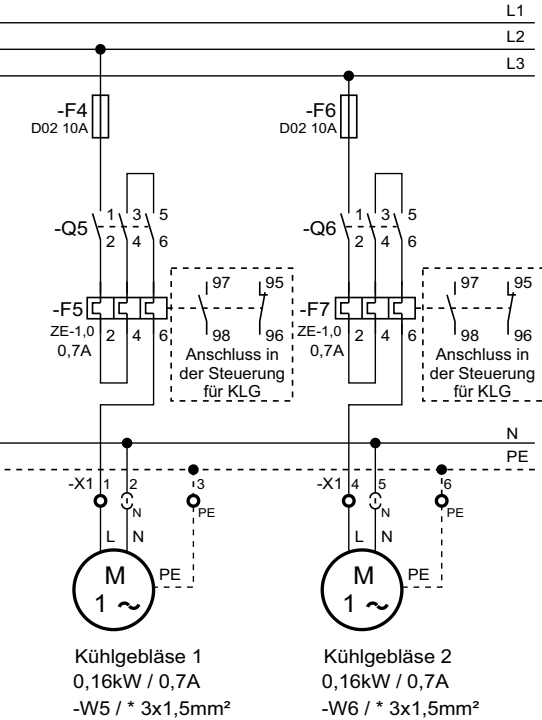 L1
L2
L3
-F4
D02 10A
-F6
D02 10A
-Q5
1 3 5
2 4 6
-Q6
1 3 5
2 4 6
-F5
ZE-1,0
0,7A
2 4 6
97 95
98 96
Anschluss in
der Steuerung
für KLG
-F7
ZE-1,0
0,7A
2 4 6
97 95
98 96
Anschluss in
der Steuerung
für KLG
N
PE
-X1 1 2 3
N PE
L N
M
1 ~
PE
-X1 4 5 6
N PE
L N
M
1 ~
PE
Kühlgebläse 1
0,16kW / 0,7A
-W5 / * 3x1,5mm²
Kühlgebläse 2
0,16kW / 0,7A
-W6 / * 3x1,5mm²